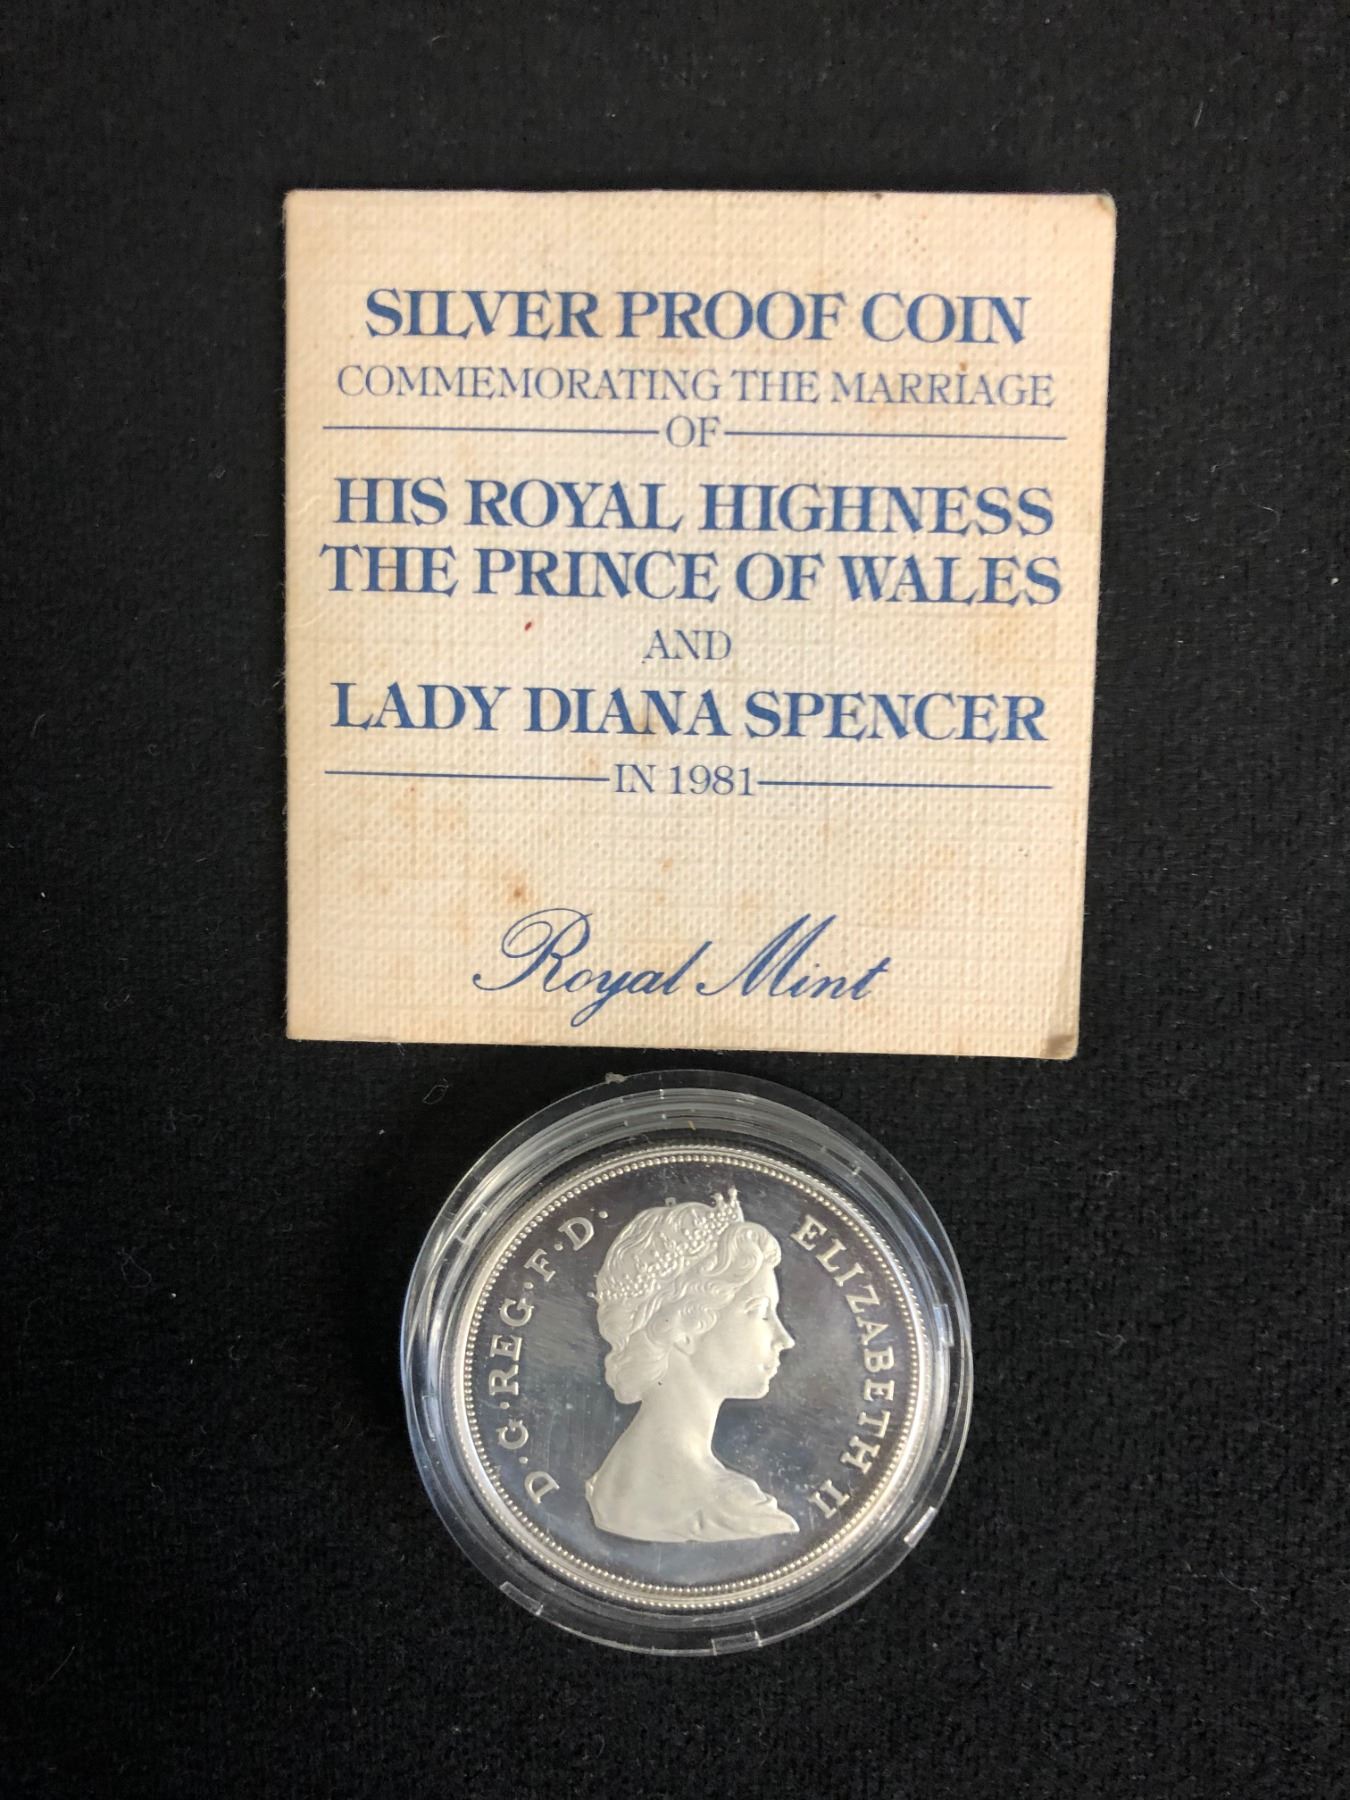 SILVER PROOF COIN
COMMEMORATING THE MARRIAGE
OF
HIS ROYAL HIGHNESS
THE PRINCE OF WALES
AND
LADY DIANA SPENCER
IN 1981
Royal Mint
D·G·REG·F·D· ELIZABETH II